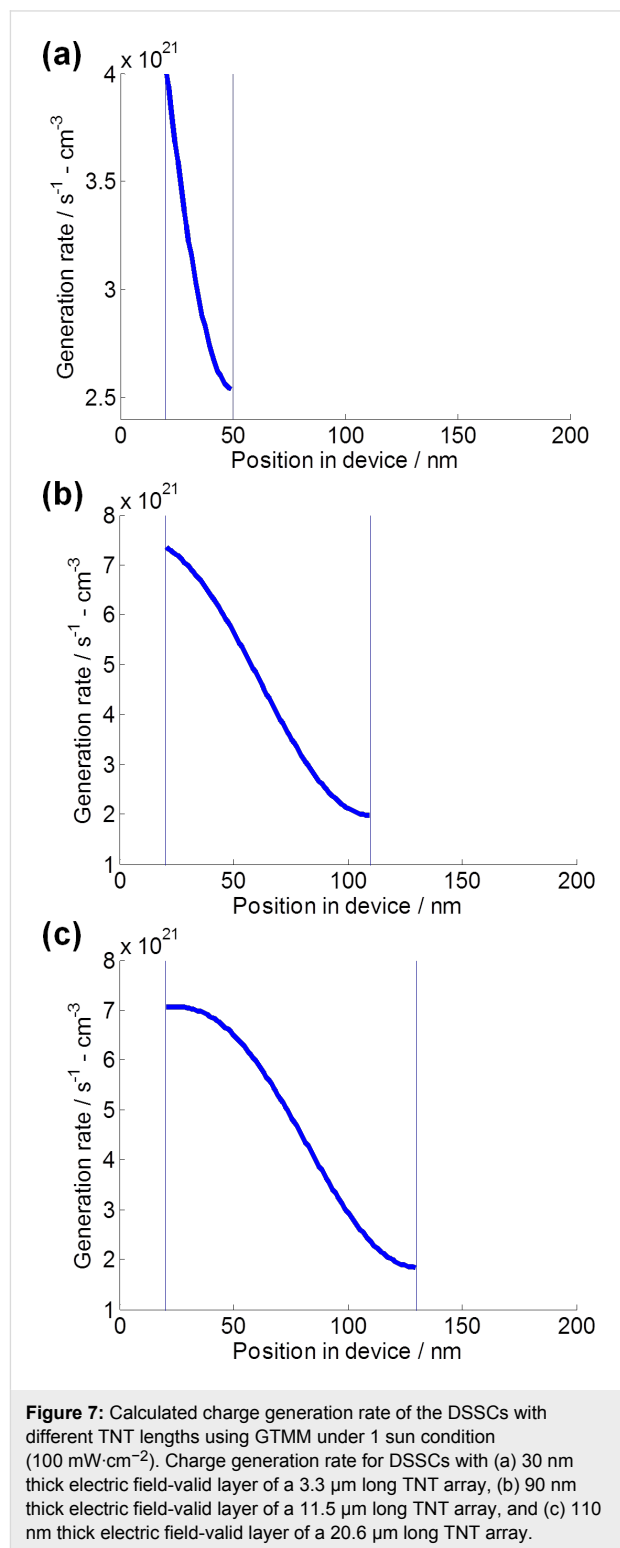 (a)
x 10^21
4
3.5
3
2.5
Generation rate / s^-1 - cm^-3
0 50 100 150 200
Position in device / nm
(b)
x 10^21
8
7
6
5
4
3
2
1
Generation rate / s^-1 - cm^-3
0 50 100 150 200
Position in device / nm
(c)
x 10^21
8
7
6
5
4
3
2
1
Generation rate / s^-1 - cm^-3
0 50 100 150 200
Position in device / nm
Figure 7: Calculated charge generation rate of the DSSCs with
different TNT lengths using GTMM under 1 sun condition
(100 mW·cm−2). Charge generation rate for DSSCs with (a) 30 nm
thick electric field-valid layer of a 3.3 µm long TNT array, (b) 90 nm
thick electric field-valid layer of a 11.5 µm long TNT array, and (c) 110
nm thick electric field-valid layer of a 20.6 µm long TNT array.